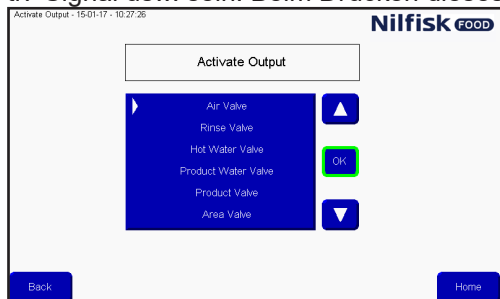 Activate Output - 15-01-17 - 10:27:26
Nilfisk FOOD
Activate Output
Air Valve
Rinse Valve
Hot Water Valve
OK
Product Water Valve
Product Valve
Area Valve
Back
Home